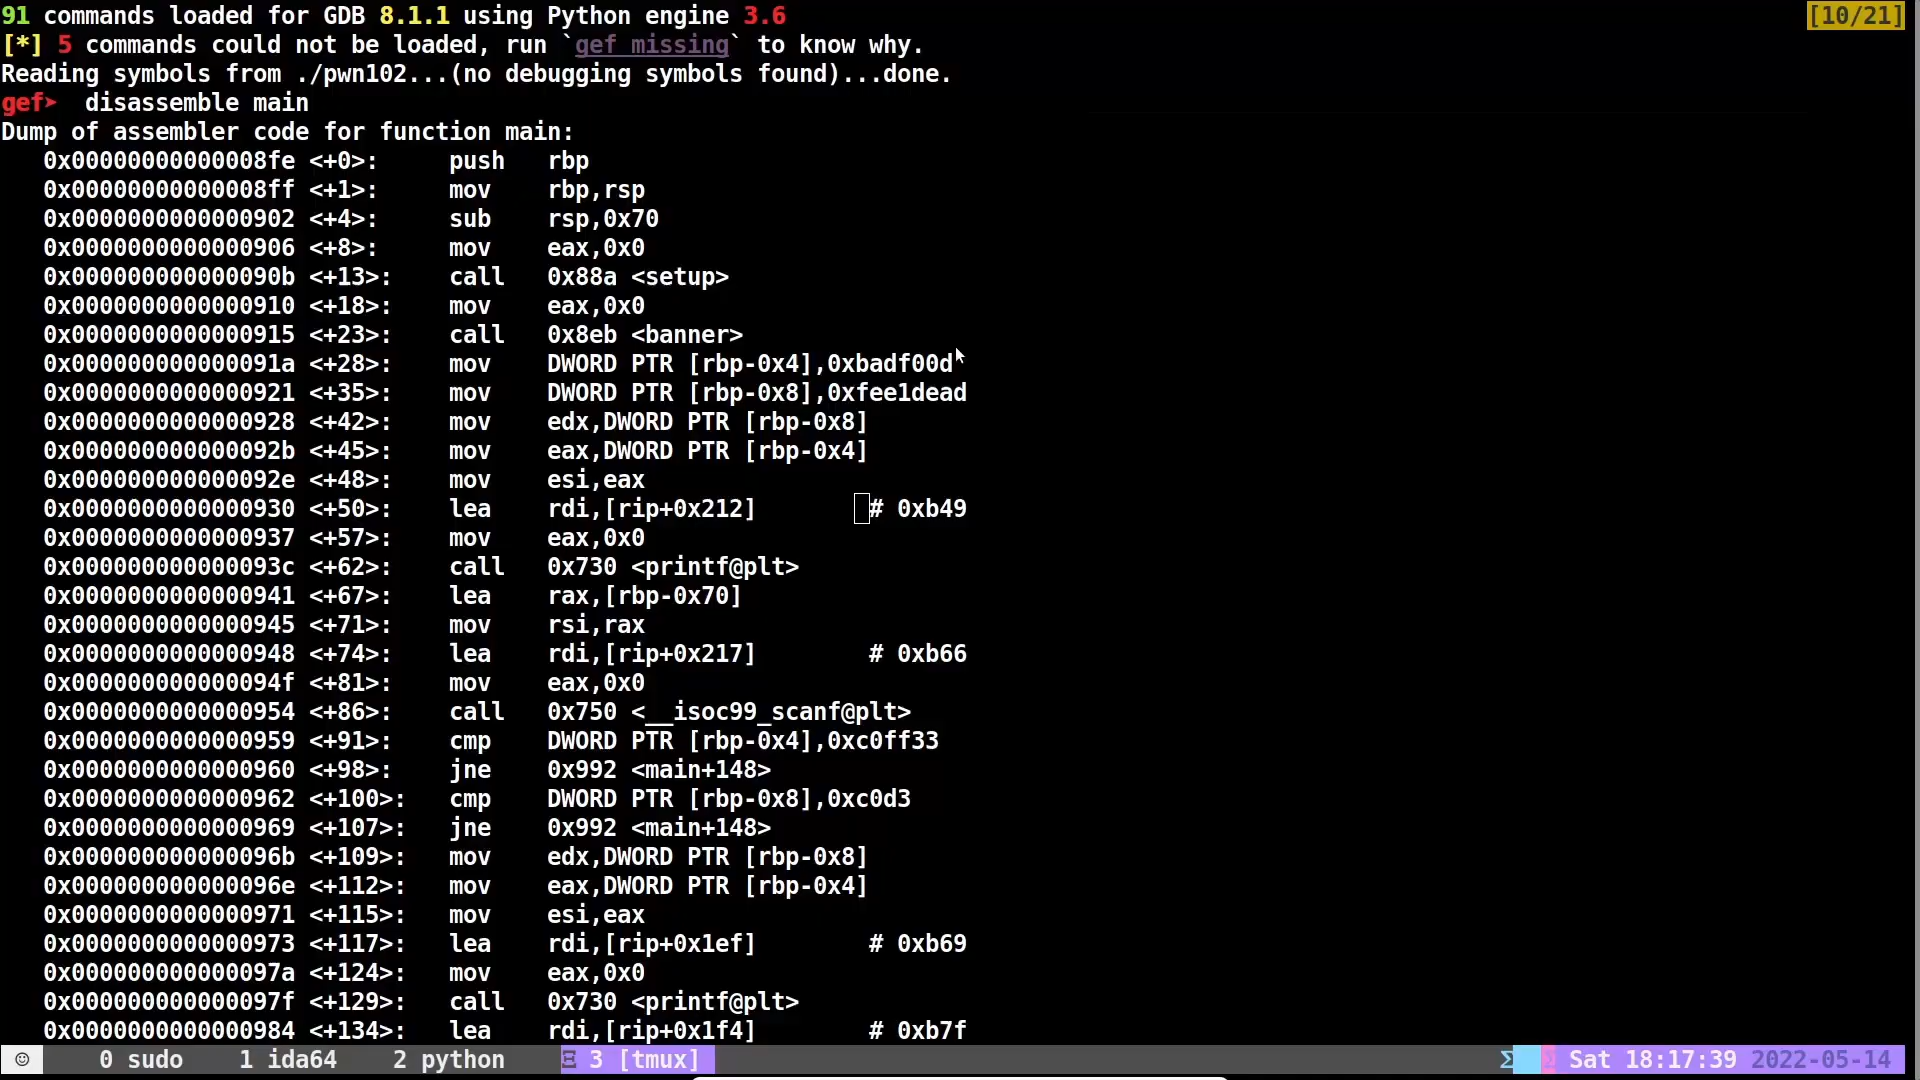 91 commands loaded for GDB 8.1.1 using Python engine 3.6 [10/21]
[*] 5 commands could not be loaded, run `gef missing` to know why.
Reading symbols from ./pwn102...(no debugging symbols found)...done.
gef➤  disassemble main
Dump of assembler code for function main:
   0x00000000000008fe <+0>:     push   rbp
   0x00000000000008ff <+1>:     mov    rbp,rsp
   0x0000000000000902 <+4>:     sub    rsp,0x70
   0x0000000000000906 <+8>:     mov    eax,0x0
   0x000000000000090b <+13>:    call   0x88a <setup>
   0x0000000000000910 <+18>:    mov    eax,0x0
   0x0000000000000915 <+23>:    call   0x8eb <banner>
   0x000000000000091a <+28>:    mov    DWORD PTR [rbp-0x4],0xbadf00d
   0x0000000000000921 <+35>:    mov    DWORD PTR [rbp-0x8],0xfee1dead
   0x0000000000000928 <+42>:    mov    edx,DWORD PTR [rbp-0x8]
   0x000000000000092b <+45>:    mov    eax,DWORD PTR [rbp-0x4]
   0x000000000000092e <+48>:    mov    esi,eax
   0x0000000000000930 <+50>:    lea    rdi,[rip+0x212]        # 0xb49
   0x0000000000000937 <+57>:    mov    eax,0x0
   0x000000000000093c <+62>:    call   0x730 <printf@plt>
   0x0000000000000941 <+67>:    lea    rax,[rbp-0x70]
   0x0000000000000945 <+71>:    mov    rsi,rax
   0x0000000000000948 <+74>:    lea    rdi,[rip+0x217]        # 0xb66
   0x000000000000094f <+81>:    mov    eax,0x0
   0x0000000000000954 <+86>:    call   0x750 <__isoc99_scanf@plt>
   0x0000000000000959 <+91>:    cmp    DWORD PTR [rbp-0x4],0xc0ff33
   0x0000000000000960 <+98>:    jne    0x992 <main+148>
   0x0000000000000962 <+100>:   cmp    DWORD PTR [rbp-0x8],0xc0d3
   0x0000000000000969 <+107>:   jne    0x992 <main+148>
   0x000000000000096b <+109>:   mov    edx,DWORD PTR [rbp-0x8]
   0x000000000000096e <+112>:   mov    eax,DWORD PTR [rbp-0x4]
   0x0000000000000971 <+115>:   mov    esi,eax
   0x0000000000000973 <+117>:   lea    rdi,[rip+0x1ef]        # 0xb69
   0x000000000000097a <+124>:   mov    eax,0x0
   0x000000000000097f <+129>:   call   0x730 <printf@plt>
   0x0000000000000984 <+134>:   lea    rdi,[rip+0x1f4]        # 0xb7f
☺ 0 sudo 1 ida64 2 python 3 [tmux] Σ Sat 18:17:39 2022-05-14